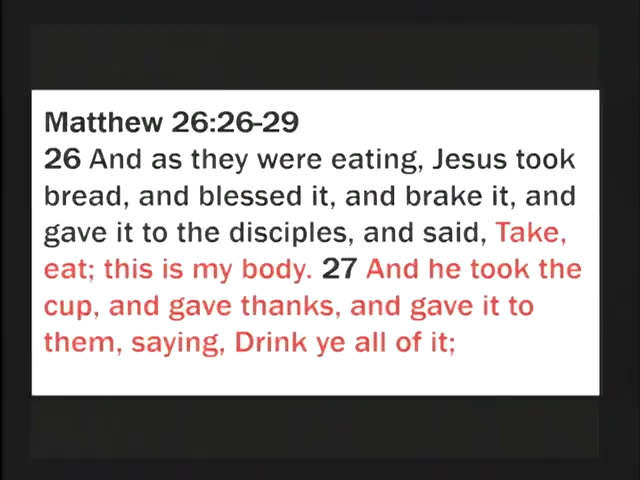 Matthew 26:26-29
26 And as they were eating, Jesus took
bread, and blessed it, and brake it, and
gave it to the disciples, and said, Take,
eat; this is my body. 27 And he took the
cup, and gave thanks, and gave it to
them, saying, Drink ye all of it;